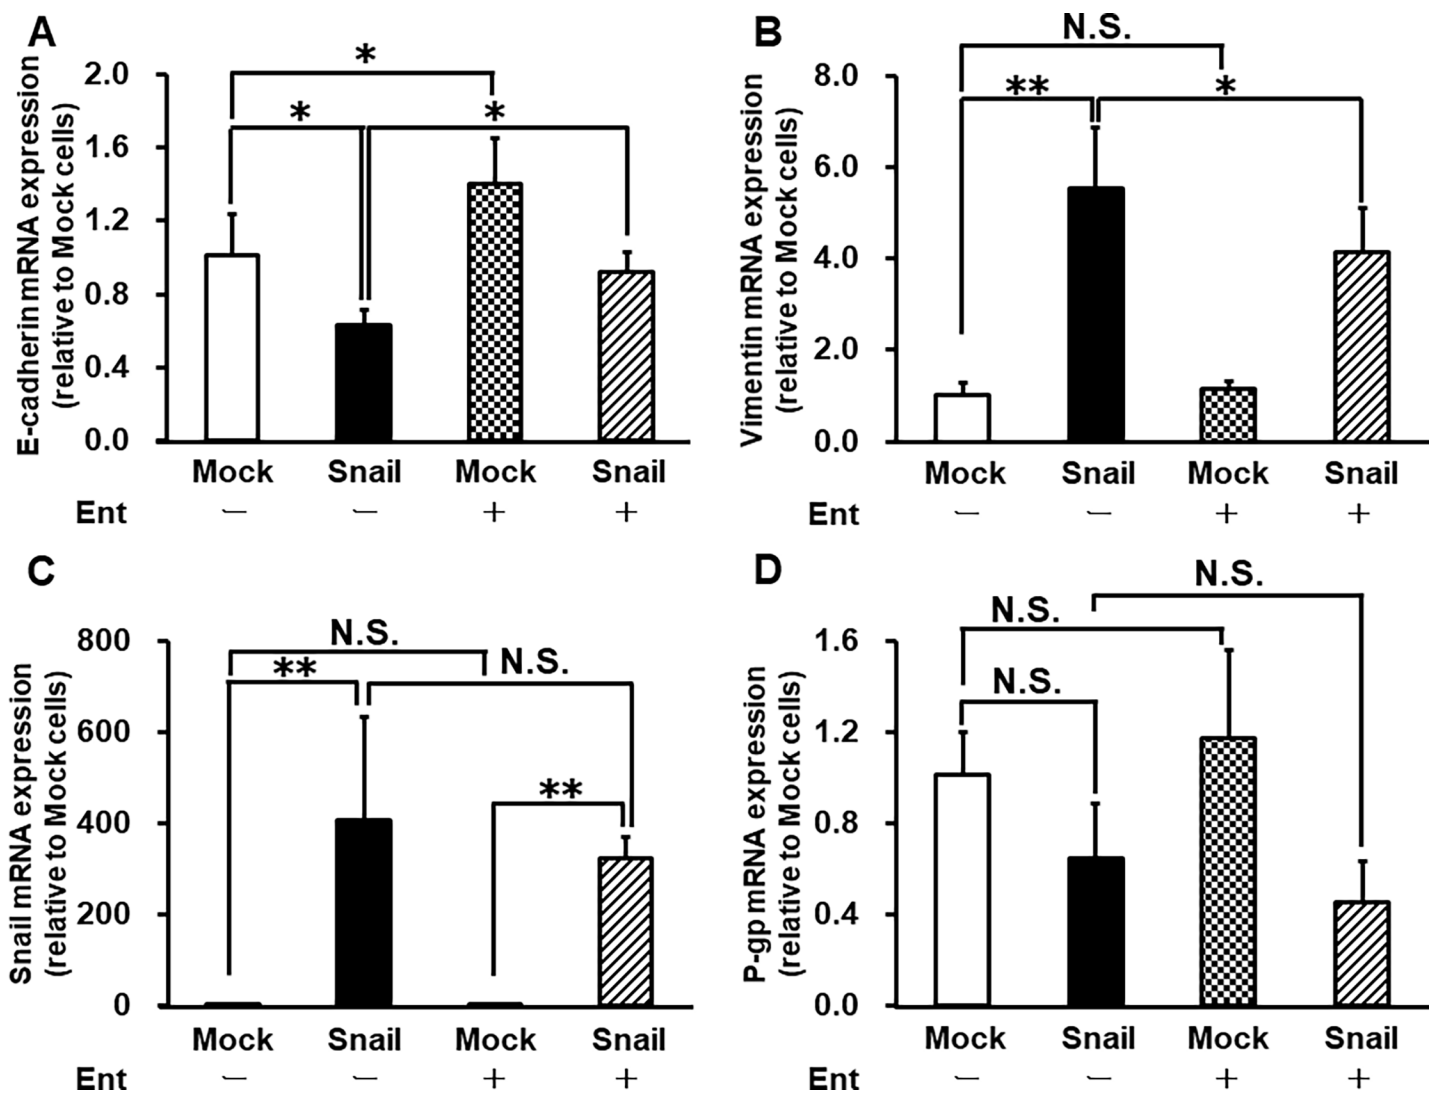 A
E-cadherin mRNA expression
(relative to Mock cells)
*
* *
2.0
1.6
1.2
0.8
0.4
0.0
Mock Snail Mock Snail
Ent − − + +
B
Vimentin mRNA expression
(relative to Mock cells)
N.S.
** *
8.0
6.0
4.0
2.0
0.0
Mock Snail Mock Snail
Ent − − + +
C
Snail mRNA expression
(relative to Mock cells)
N.S.
** N.S.
**
800
600
400
200
0
Mock Snail Mock Snail
Ent − − + +
D
P-gp mRNA expression
(relative to Mock cells)
N.S.
N.S.
N.S.
1.6
1.2
0.8
0.4
0.0
Mock Snail Mock Snail
Ent − − + +